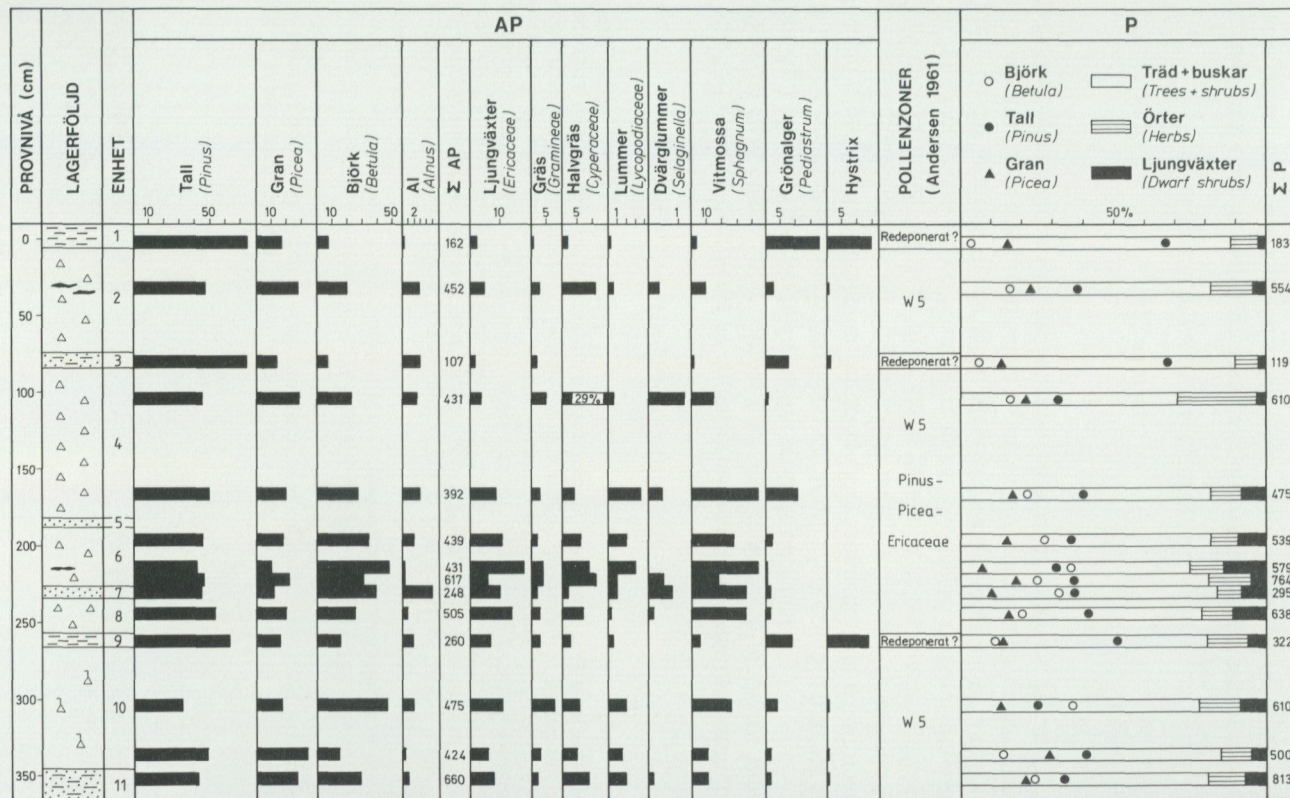 AP
P
PROVNIVÅ (cm)
LAGERFÖLJD
ENHET
Tall (Pinus)
Gran (Picea)
Björk (Betula)
Al (Alnus)
Σ AP
Ljungväxter (Ericaceae)
Gräs (Gramineae)
Halvgräs (Cyperaceae)
Lummer (Lycopodiaceae)
Dvärglummer (Selaginella)
Vitmossa (Sphagnum)
Grönalger (Pediastrum)
Hystrix
POLLENZONER (Andersen 1961)
Björk (Betula)
Tall (Pinus)
Gran (Picea)
Träd + buskar (Trees + shrubs)
Örter (Herbs)
Ljungväxter (Dwarf shrubs)
Σ P
10 50 10 10 50 2 10 5 5 1 1 10 5 5 50%
0 1 162 Redeponerat ? 183
2 452 W 5 554
50
3 107 Redeponerat ? 119
100 431 29% 610
W 5
4
150
Pinus –
392 475
Picea –
5
200 439 Ericaceae 539
6
431 579
617 764
7 248 295
8 505 638
250
9 260 Redeponerat ? 322
300 10 475 610
W 5
424 500
350 11 660 813